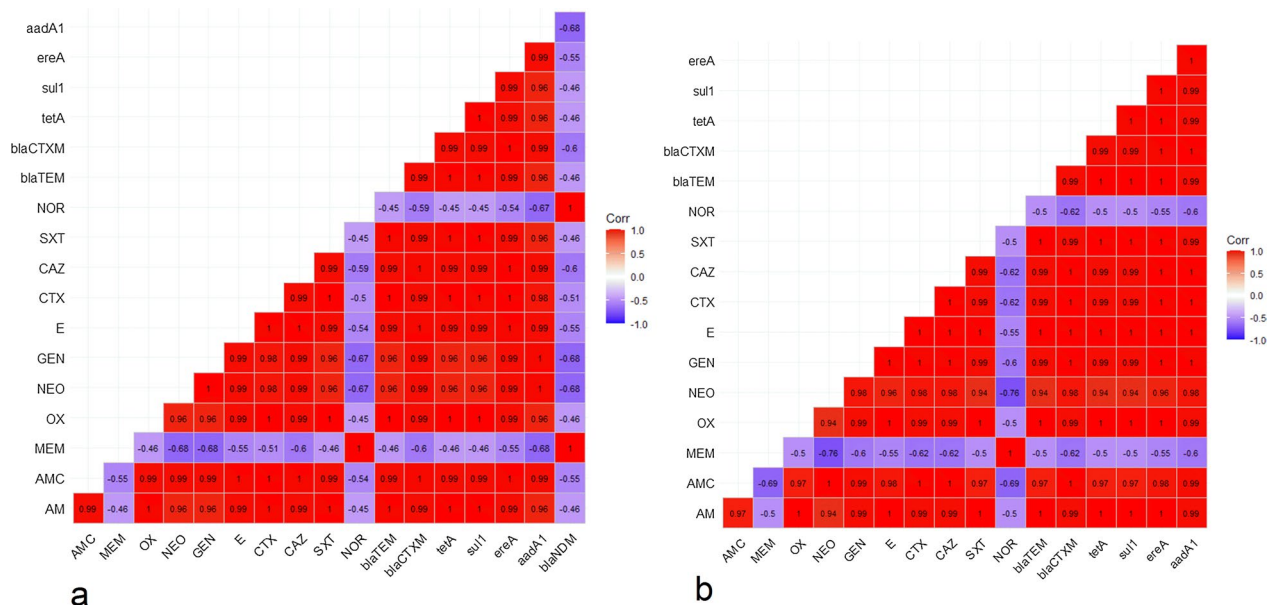 aadA1 -0.68
ereA 0.99 -0.55
sul1 0.99 0.96 -0.46
tetA 1 0.99 0.96 -0.46
blaCTXM 0.99 0.99 1 0.99 -0.6
blaTEM 0.99 1 1 0.99 0.96 -0.46
NOR -0.45 -0.59 -0.45 -0.45 -0.54 -0.67 1
SXT -0.45 1 0.99 1 1 0.99 0.96 -0.46
CAZ 0.99 -0.59 0.99 1 0.99 0.99 1 0.99 -0.6
CTX 0.99 1 -0.5 1 0.99 1 1 1 0.98 -0.51
E 1 1 0.99 -0.54 0.99 1 0.99 0.99 1 0.99 -0.55
GEN 0.99 0.98 0.99 0.96 -0.67 0.96 0.99 0.96 0.96 0.99 1 -0.68
NEO 1 0.99 0.98 0.99 0.96 -0.67 0.96 0.99 0.96 0.96 0.99 1 -0.68
OX 0.96 0.96 0.99 1 0.99 1 -0.45 1 0.99 1 1 0.99 0.96 -0.46
MEM -0.46 -0.68 -0.68 -0.55 -0.51 -0.6 -0.46 1 -0.46 -0.6 -0.46 -0.46 -0.55 -0.68 1
AMC -0.55 0.99 0.99 0.99 1 1 1 0.99 -0.54 0.99 1 0.99 0.99 1 0.99 -0.55
AM 0.99 -0.46 1 0.96 0.96 0.99 1 0.99 1 -0.45 1 0.99 1 1 0.99 0.96 -0.46
AMC MEM OX NEO GEN E CTX CAZ SXT NOR blaTEM blaCTXM tetA sul1 ereA aadA1 blaNDM
Corr
1.0
0.5
0.0
-0.5
-1.0
a
ereA 1
sul1 1 0.99
tetA 1 1 0.99
blaCTXM 0.99 0.99 1 1
blaTEM 0.99 1 1 1 0.99
NOR -0.5 -0.62 -0.5 -0.5 -0.55 -0.6
SXT -0.5 1 0.99 1 1 1 0.99
CAZ 0.99 -0.62 0.99 1 0.99 0.99 1 1
CTX 1 0.99 -0.62 0.99 1 0.99 0.99 1 1
E 1 1 1 -0.55 1 1 1 1 1 1
GEN 1 1 1 0.99 -0.6 0.99 1 0.99 0.99 1 1
NEO 0.98 0.96 0.98 0.98 0.94 -0.76 0.94 0.98 0.94 0.94 0.96 0.98
OX 0.94 0.99 1 0.99 0.99 1 -0.5 1 0.99 1 1 1 0.99
MEM -0.5 -0.76 -0.6 -0.55 -0.62 -0.62 -0.5 1 -0.5 -0.62 -0.5 -0.5 -0.55 -0.6
AMC -0.69 0.97 1 0.99 0.98 1 1 0.97 -0.69 0.97 1 0.97 0.97 0.98 0.99
AM 0.97 -0.5 1 0.94 0.99 1 0.99 0.99 1 -0.5 1 0.99 1 1 1 0.99
AMC MEM OX NEO GEN E CTX CAZ SXT NOR blaTEM blaCTXM tetA sul1 ereA aadA1
Corr
1.0
0.5
0.0
-0.5
-1.0
b